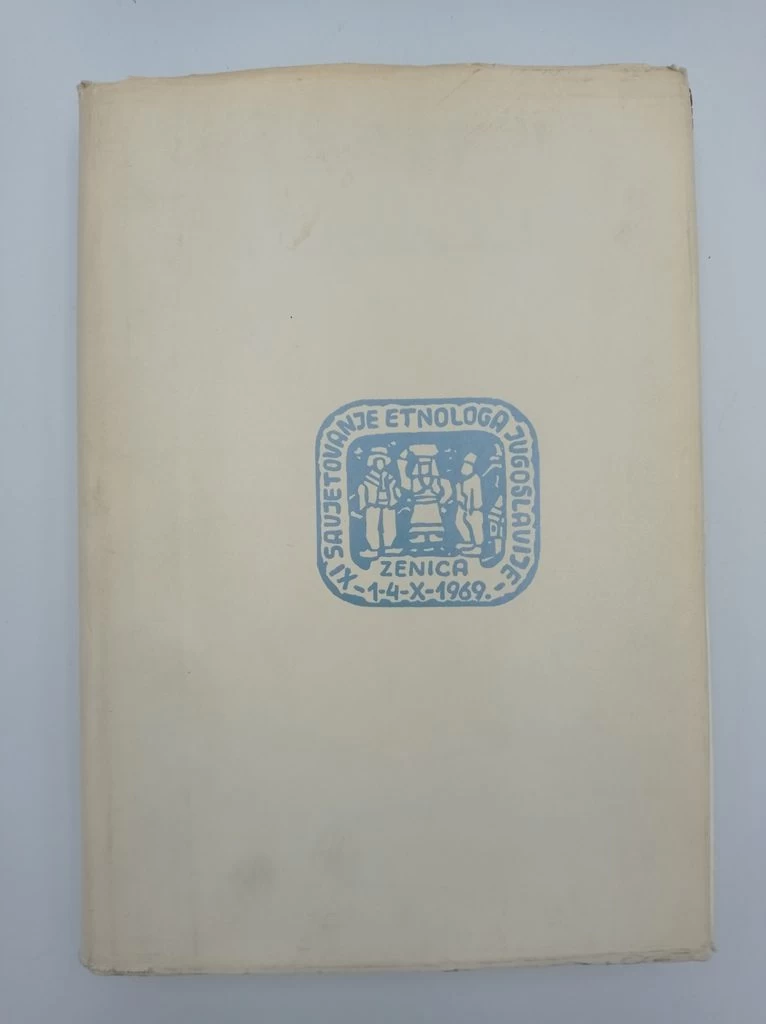 XI SAVJETOVANJE ETNOLOGA JUGOSLAVIJE
ZENICA
-1-4-X-1969.-